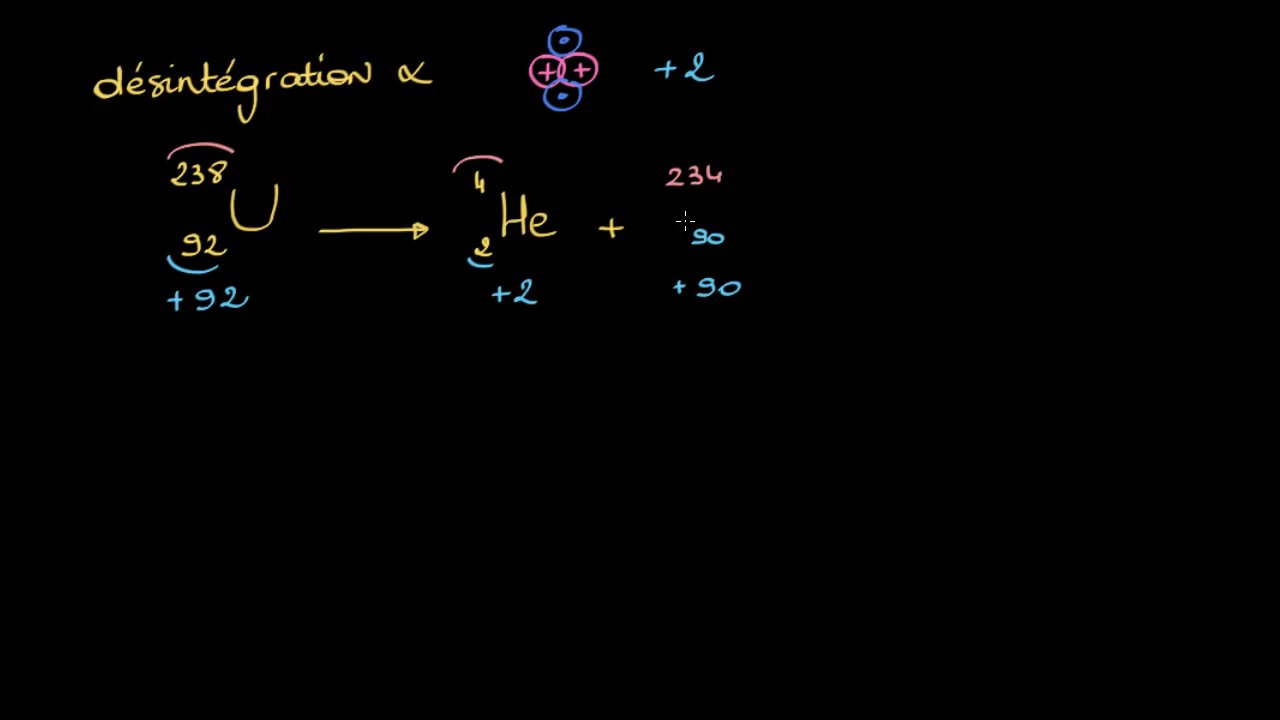 désintégration α + + +2
238 4 234
U → He +
92 2 90
+92 +2 +90